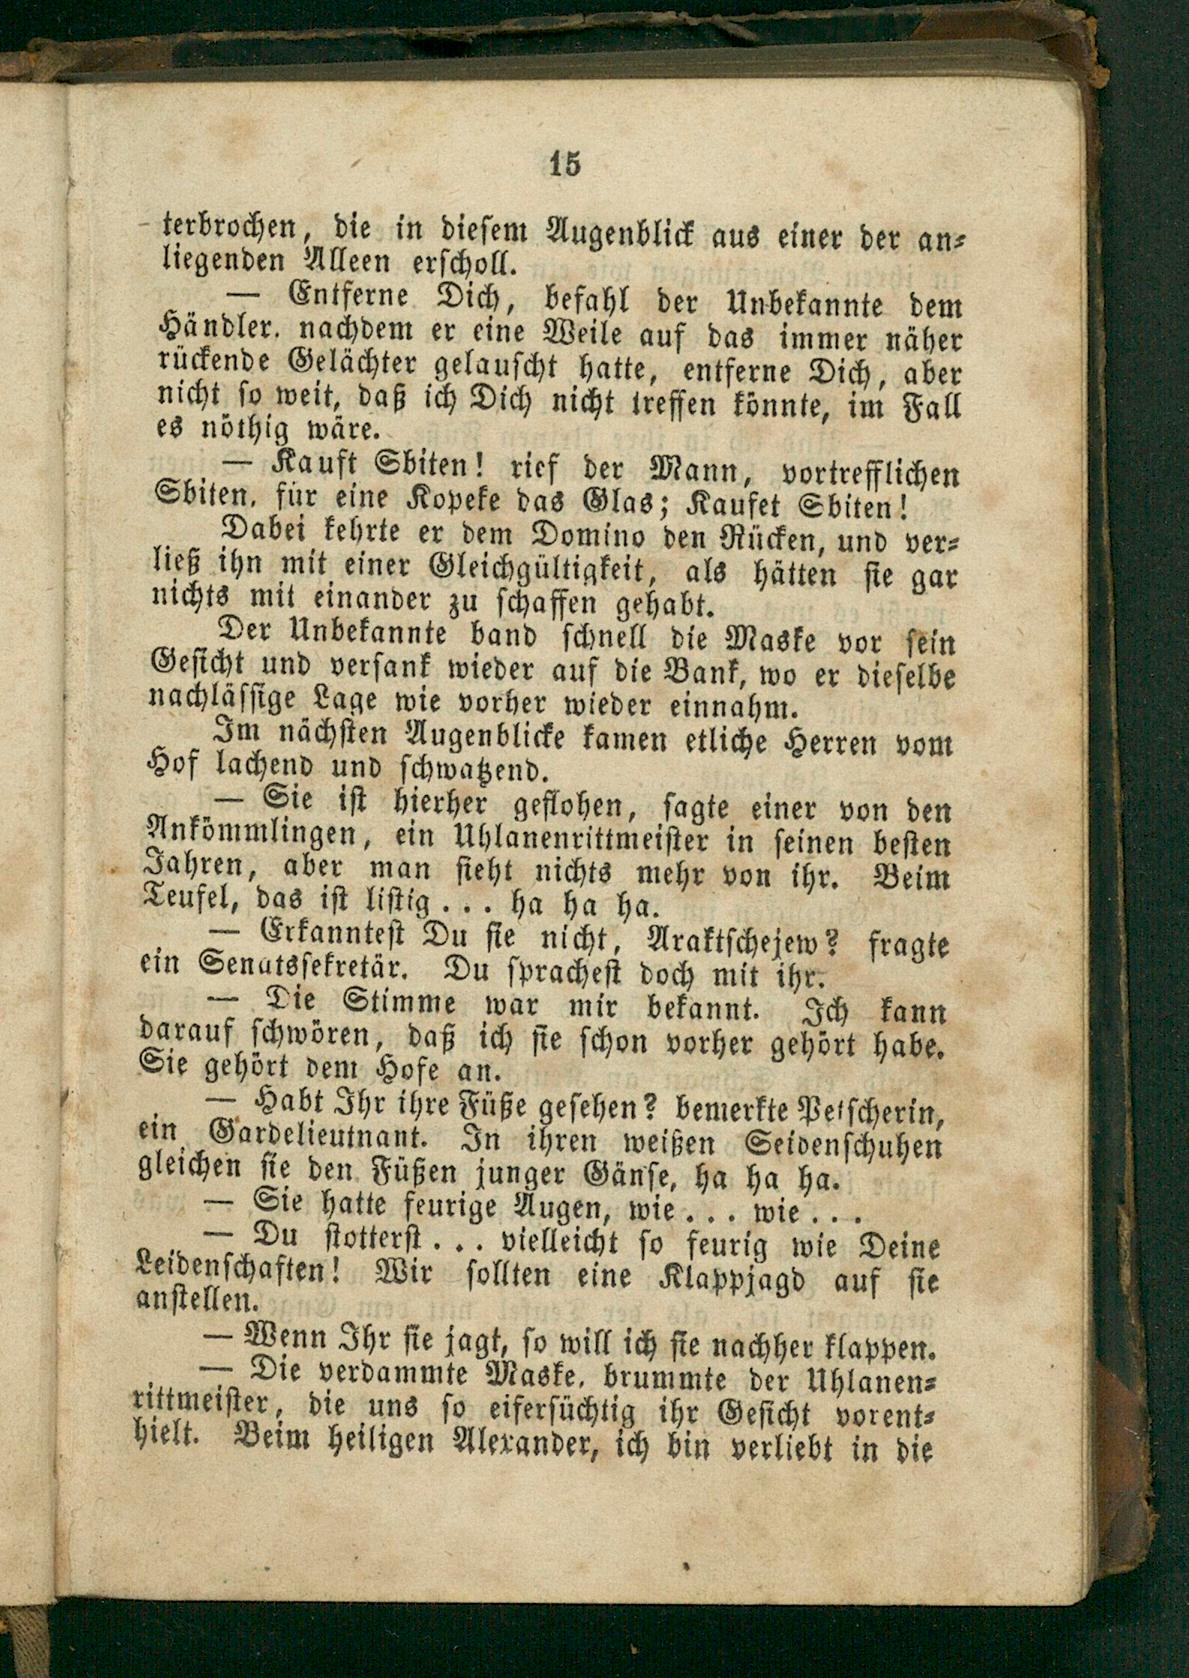 15
terbrochen, die in diesem Augenblick aus einer der an-
liegenden Alleen erscholl.
— Entferne Dich, befahl der Unbekannte dem
Händler. nachdem er eine Weile auf das immer näher
rückende Gelächter gelauscht hatte, entferne Dich, aber
nicht so weit, daß ich Dich nicht treffen könnte, im Fall
es nöthig wäre.
— Kauft Sbiten! rief der Mann, vortrefflichen
Sbiten, für eine Kopeke das Glas; Kaufet Sbiten!
Dabei kehrte er dem Domino den Rücken, und ver-
ließ ihn mit einer Gleichgültigkeit, als hätten sie gar
nichts mit einander zu schaffen gehabt.
Der Unbekannte band schnell die Maske vor sein
Gesicht und versank wieder auf die Bank, wo er dieselbe
nachlässige Lage wie vorher wieder einnahm.
Im nächsten Augenblicke kamen etliche Herren vom
Hof lachend und schwatzend.
— Sie ist hierher geflohen, sagte einer von den
Ankömmlingen, ein Uhlanenrittmeister in seinen besten
Jahren, aber man sieht nichts mehr von ihr. Beim
Teufel, das ist listig . . . ha ha ha.
— Erkanntest Du sie nicht, Araktschejew? fragte
ein Senatssekretär. Du sprachest doch mit ihr.
— Die Stimme war mir bekannt. Ich kann
darauf schwören, daß ich sie schon vorher gehört habe.
Sie gehört dem Hofe an.
— Habt Ihr ihre Füße gesehen? bemerkte Petscherin,
ein Gardelieutnant. In ihren weißen Seidenschuhen
gleichen sie den Füßen junger Gänse, ha ha ha.
— Sie hatte feurige Augen, wie . . . wie . . .
— Du stotterst . . . vielleicht so feurig wie Deine
Leidenschaften! Wir sollten eine Klappjagd auf sie
anstellen.
— Wenn Ihr sie jagt, so will ich sie nachher klappen.
— Die verdammte Maske, brummte der Uhlanen-
rittmeister, die uns so eifersüchtig ihr Gesicht vorent-
hielt. Beim heiligen Alexander, ich bin verliebt in die